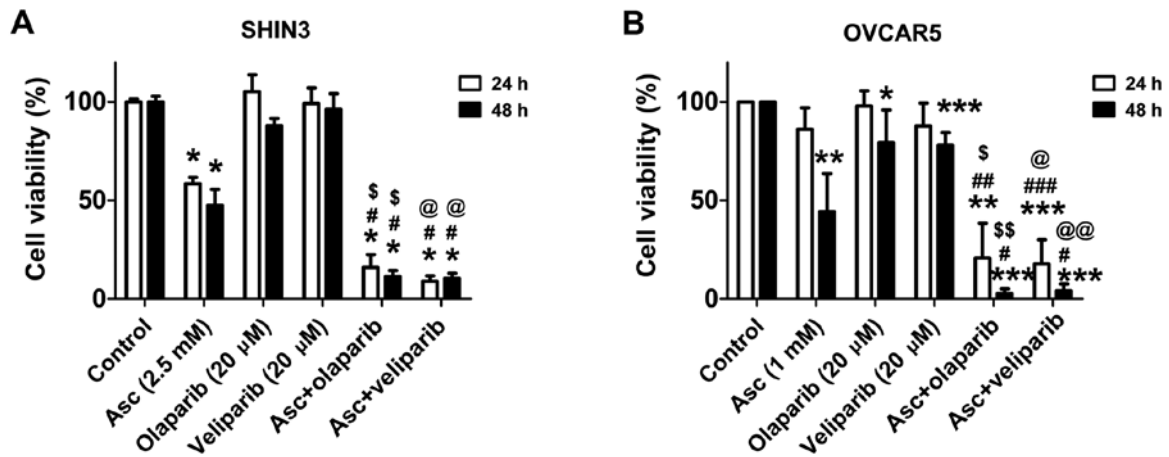 A
SHIN3
Cell viability (%)
100
50
0
24 h
48 h
*
*
$
#
*
$
#
*
@
#
*
@
#
*
Control
Asc (2.5 mM)
Olaparib (20 µM)
Veliparib (20 µM)
Asc+olaparib
Asc+veliparib
B
OVCAR5
Cell viability (%)
100
50
0
24 h
48 h
**
*
***
$
##
**
$$
#
***
@
###
***
@@
#
***
Control
Asc (1 mM)
Olaparib (20 µM)
Veliparib (20 µM)
Asc+olaparib
Asc+veliparib